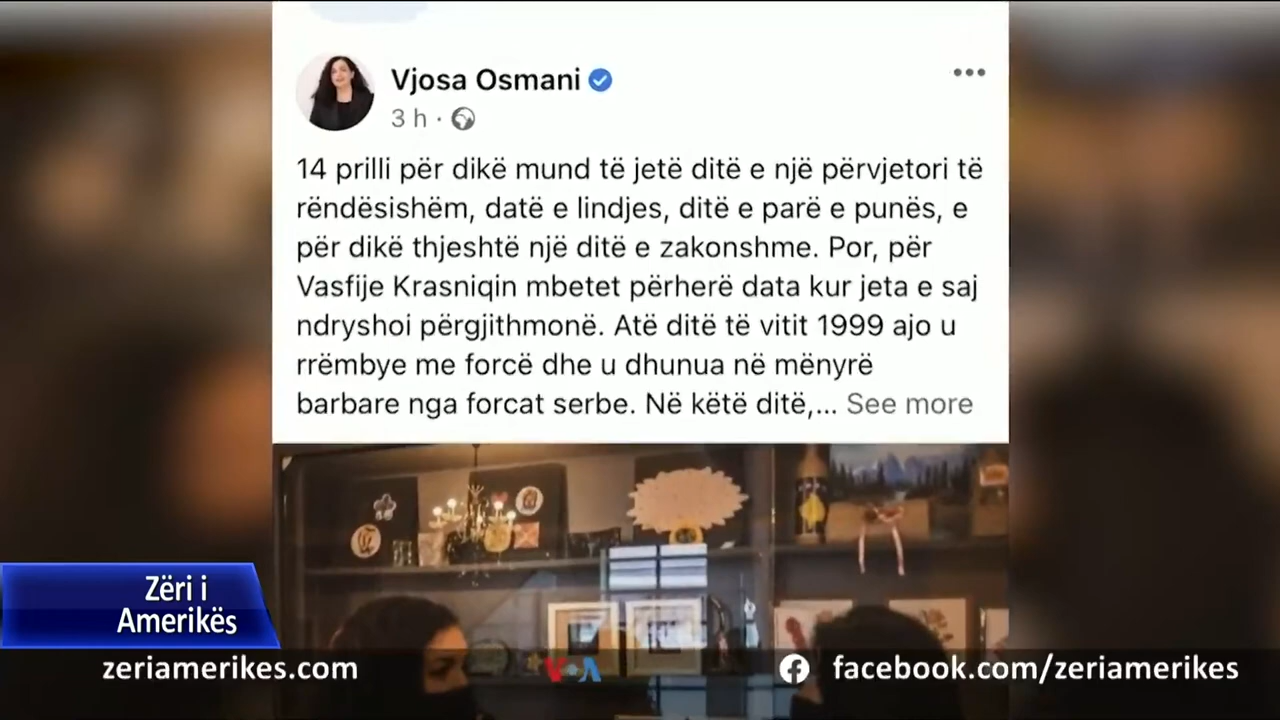 Vjosa Osmani
3 h ·
14 prilli për dikë mund të jetë ditë e një përvjetori të
rëndësishëm, datë e lindjes, ditë e parë e punës, e
për dikë thjeshtë një ditë e zakonshme. Por, për
Vasfije Krasniqin mbetet përherë data kur jeta e saj
ndryshoi përgjithmonë. Atë ditë të vitit 1999 ajo u
rrëmbye me forcë dhe u dhunua në mënyrë
barbare nga forcat serbe. Në këtë ditë,... See more
Zëri i
Amerikës
zeriamerikes.com
VOA
facebook.com/zeriamerikes